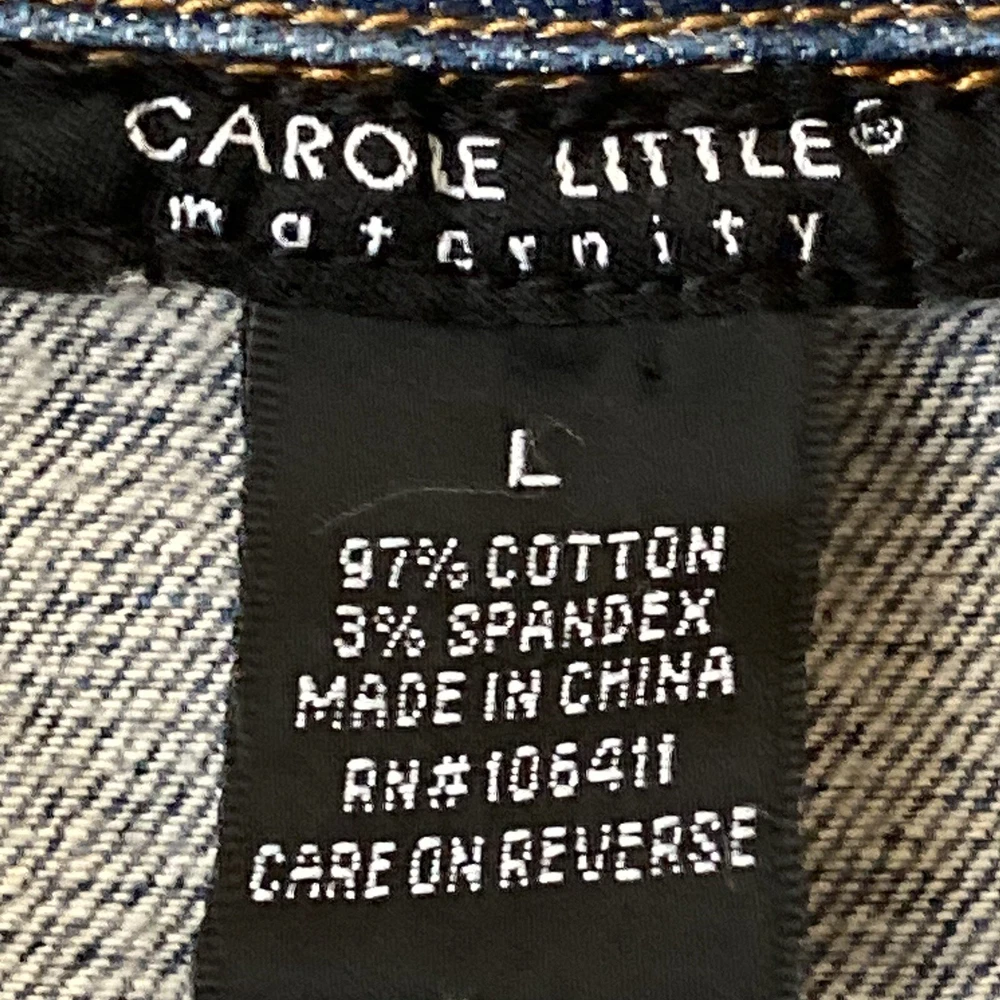 CAROLE LITTLE®
maternity
L
97% COTTON
3% SPANDEX
MADE IN CHINA
RN#106411
CARE ON REVERSE